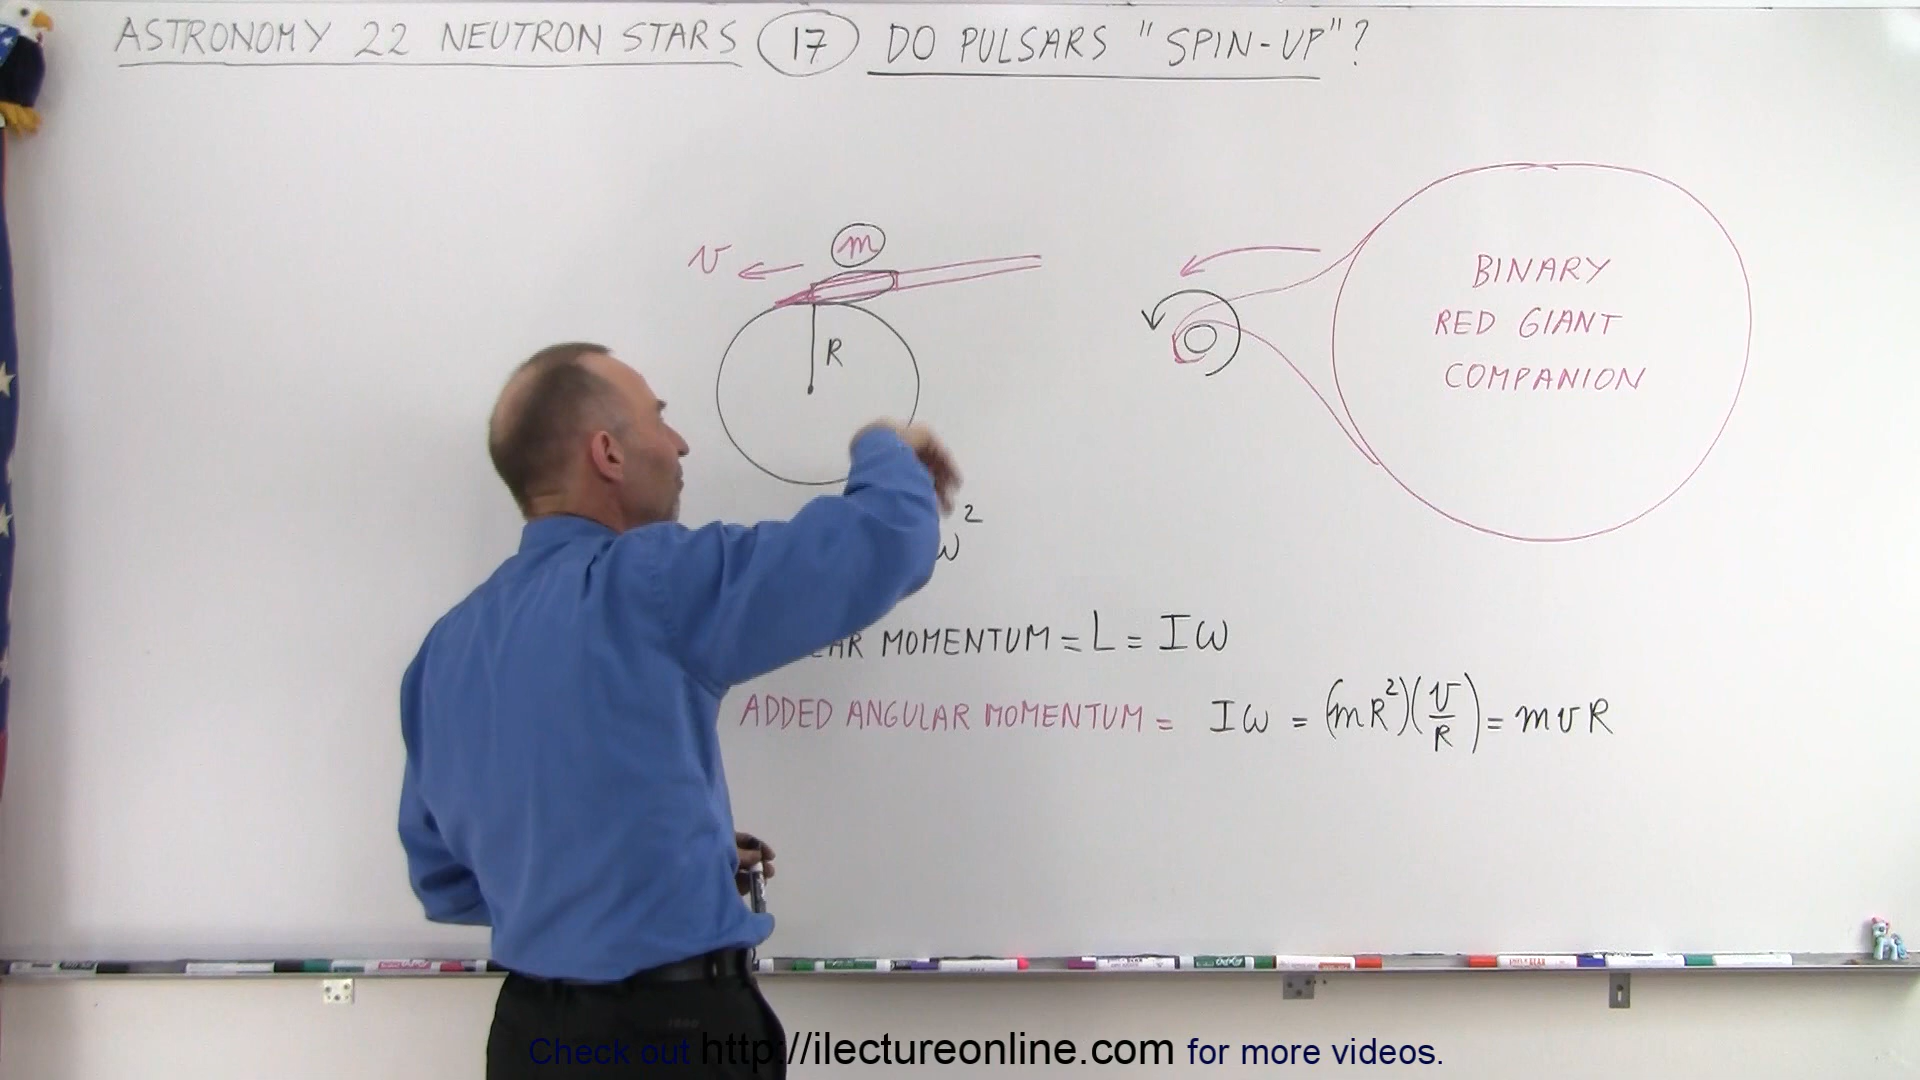 ASTRONOMY 22 NEUTRON STARS 17 DO PULSARS "SPIN-UP"?
m
v
R
BINARY
RED GIANT
COMPANION
ω²
MOMENTUM = L = Iω
ADDED ANGULAR MOMENTUM = Iω = (mR²)(v/R) = mvR
Check out http://ilectureonline.com for more videos.